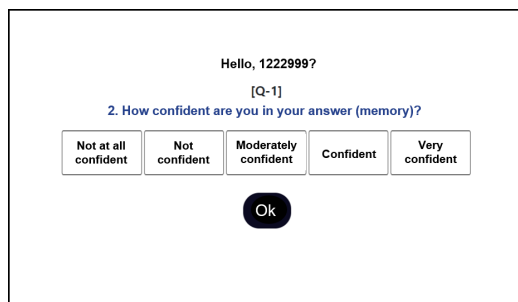 Hello, 1222999?
[Q-1]
2. How confident are you in your answer (memory)?
Not at all confident
Not confident
Moderately confident
Confident
Very confident
Ok